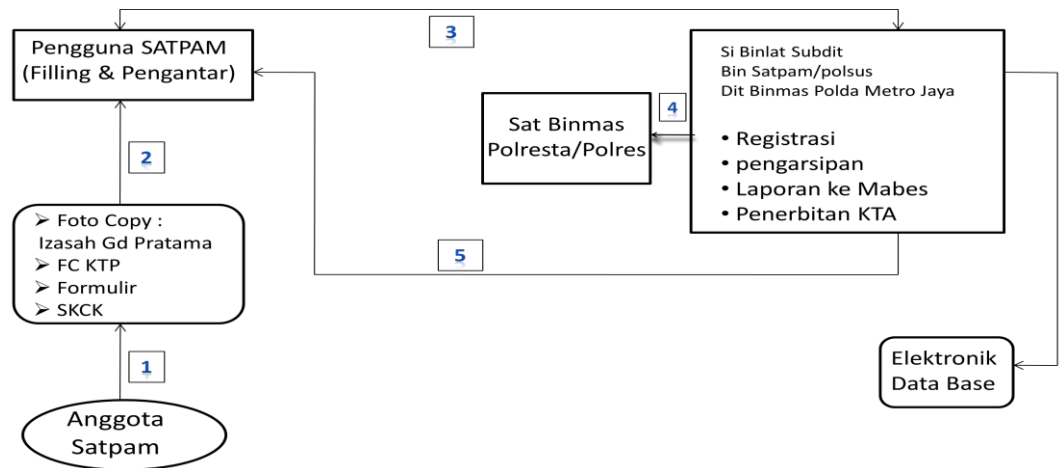 3
Pengguna SATPAM
(Filling & Pengantar)
Si Binlat Subdit
Bin Satpam/polsus
Dit Binmas Polda Metro Jaya
• Registrasi
• pengarsipan
• Laporan ke Mabes
• Penerbitan KTA
4
Sat Binmas
Polresta/Polres
2
➢ Foto Copy :
Izasah Gd Pratama
➢ FC KTP
➢ Formulir
➢ SKCK
5
1
Elektronik
Data Base
Anggota
Satpam